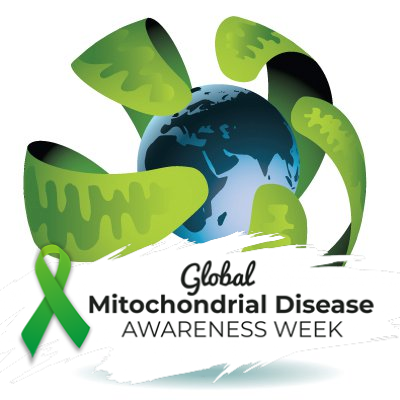 Global
Mitochondrial Disease
AWARENESS WEEK